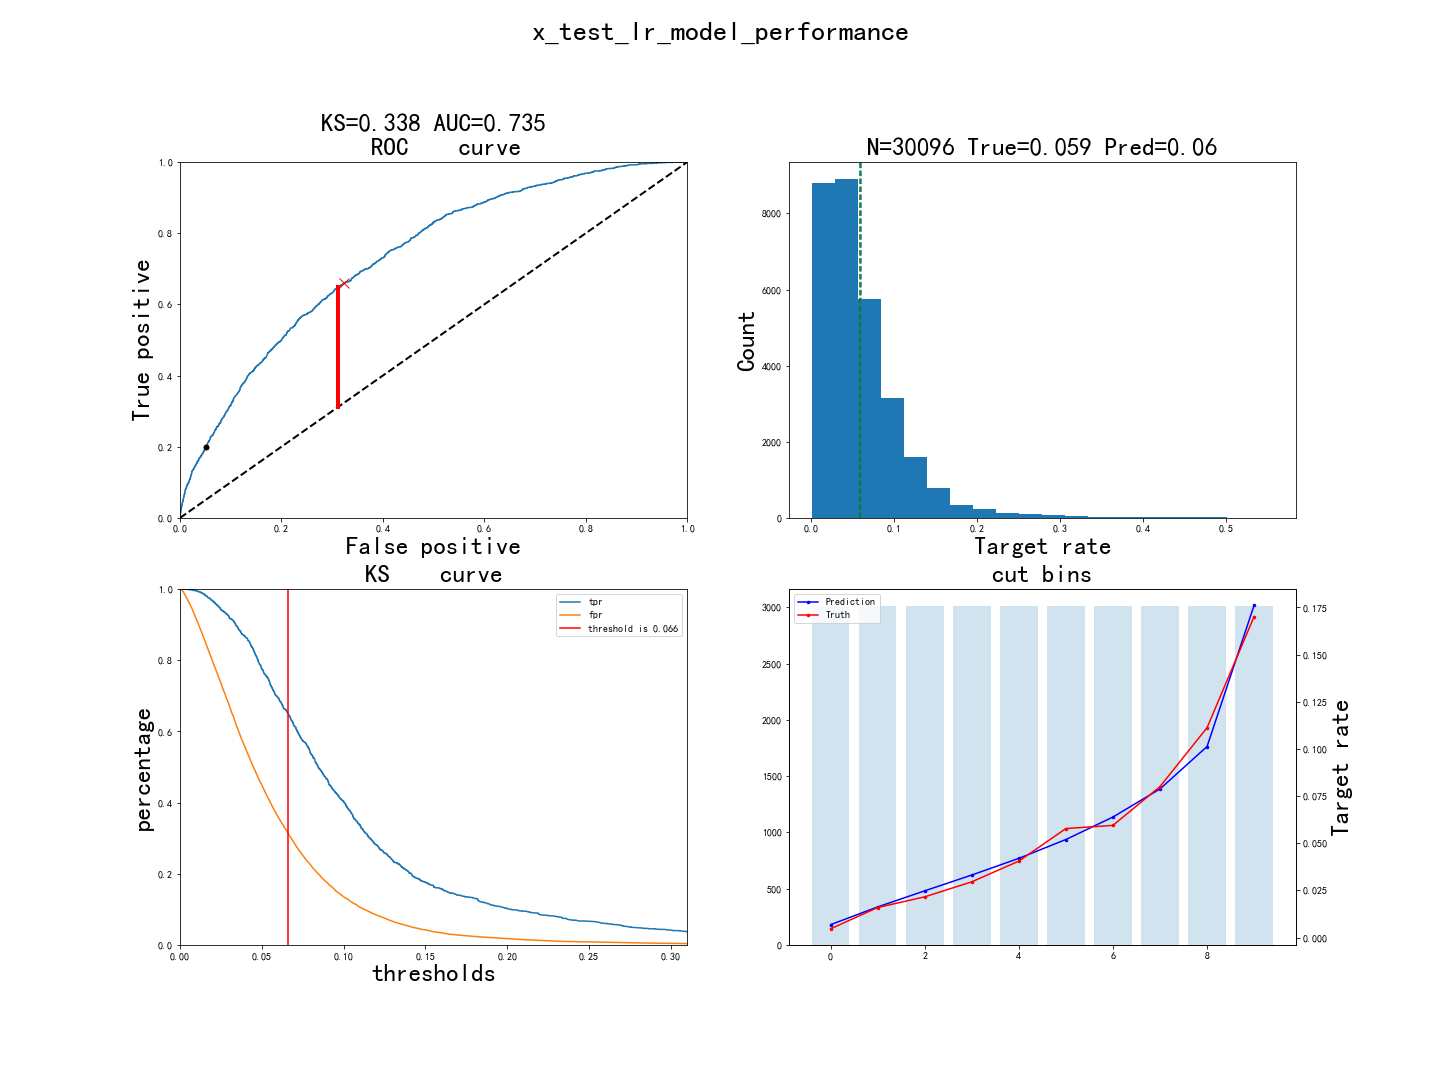 x_test_lr_model_performance
KS=0.338 AUC=0.735
ROC    curve
1.0
0.8
0.6
0.4
0.2
0.0
True positive
0.0 0.2 0.4 0.6 0.8 1.0
False positive
N=30096 True=0.059 Pred=0.06
8000
6000
4000
2000
0
Count
0.0 0.1 0.2 0.3 0.4 0.5
Target rate
KS    curve
1.0
0.8
0.6
0.4
0.2
0.0
percentage
tpr
fpr
threshold is 0.066
0.00 0.05 0.10 0.15 0.20 0.25 0.30
thresholds
cut bins
3000
2500
2000
1500
1000
500
0
Prediction
Truth
0 2 4 6 8
0.175
0.150
0.125
0.100
0.075
0.050
0.025
0.000
Target rate